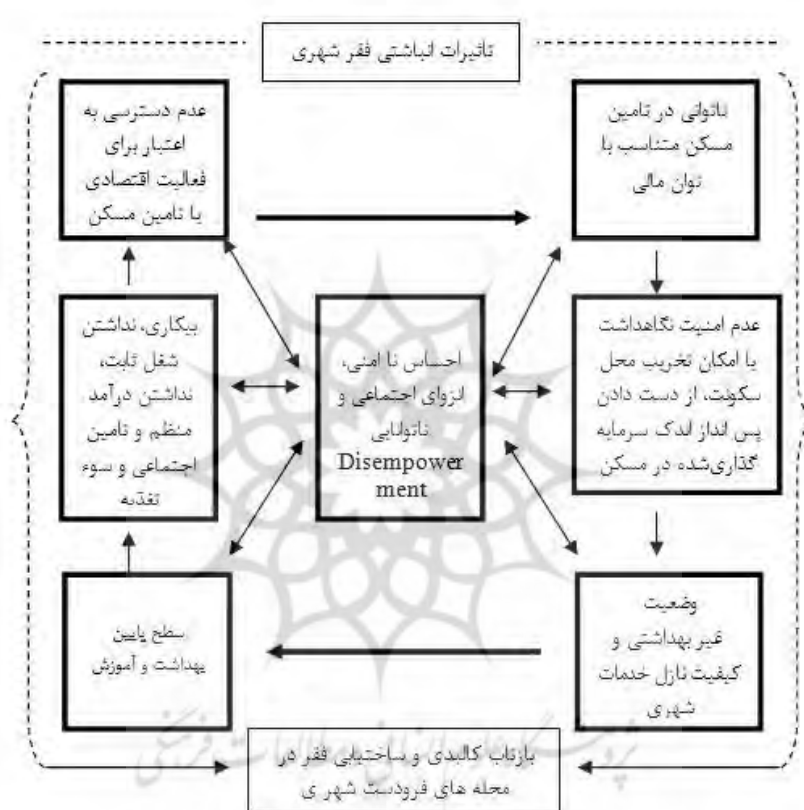 تاثیرات انباشتی فقر شهری
ناتوانی در تامین
مسکن متناسب با
توان مالی
عدم دسترسی به
اعتبار برای
فعالیت اقتصادی
یا تامین مسکن
عدم امنیت نگاهداشت
یا امکان تخریب محل
سکونت، از دست دادن
پس انداز اندک سرمایه
گذاری‌شده در مسکن
احساس نا امنی،
انزوای اجتماعی و
ناتوانایی
Disempower
ment
بیکاری، نداشتن
شغل ثابت،
نداشتن درآمد
منظم و تامین
اجتماعی و سوء
تغذیه
وضعیت
غیر بهداشتی و
کیفیت نازل خدمات
شهری
سطح پایین
بهداشت و آموزش
بازتاب کالبدی و ساختیابی فقر در
محله های فرودست شهر ی